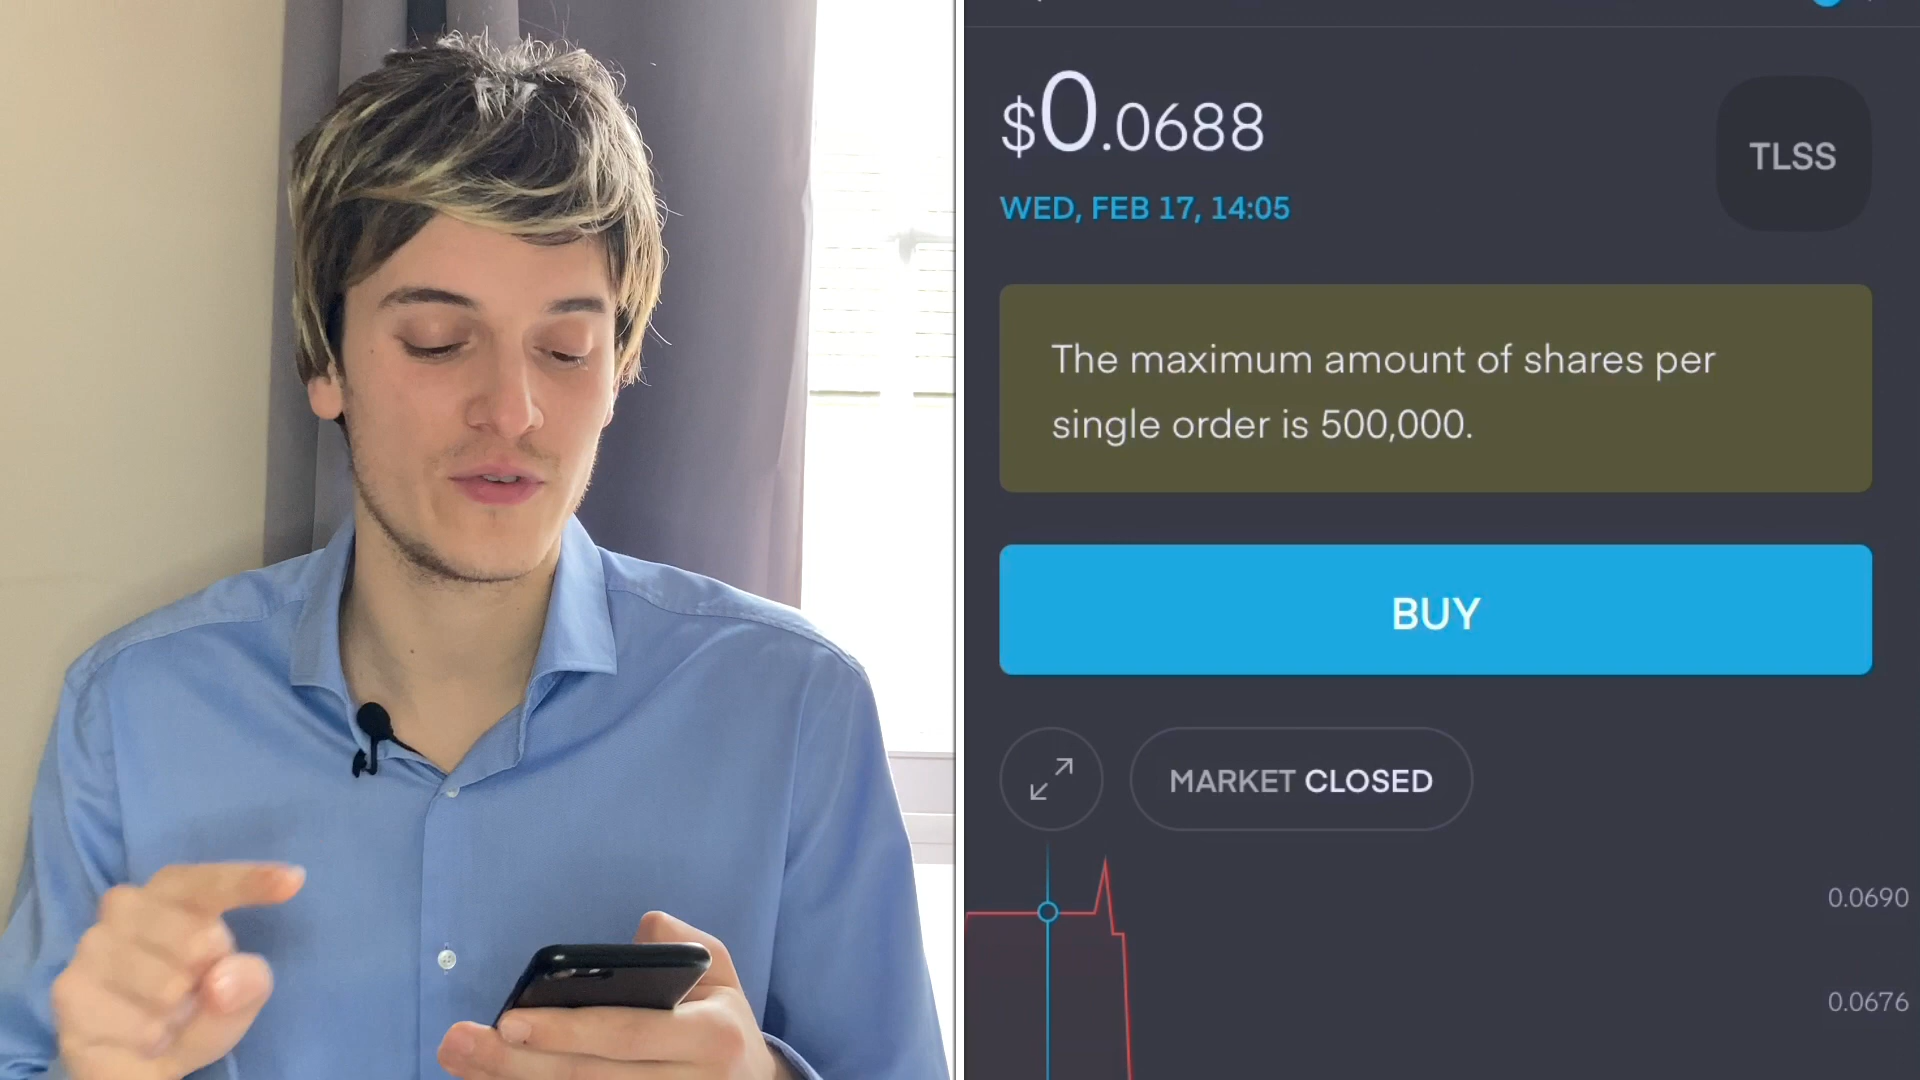 $0.0688
TLSS
WED, FEB 17, 14:05
The maximum amount of shares per
single order is 500,000.
BUY
MARKET CLOSED
0.0690
0.0676